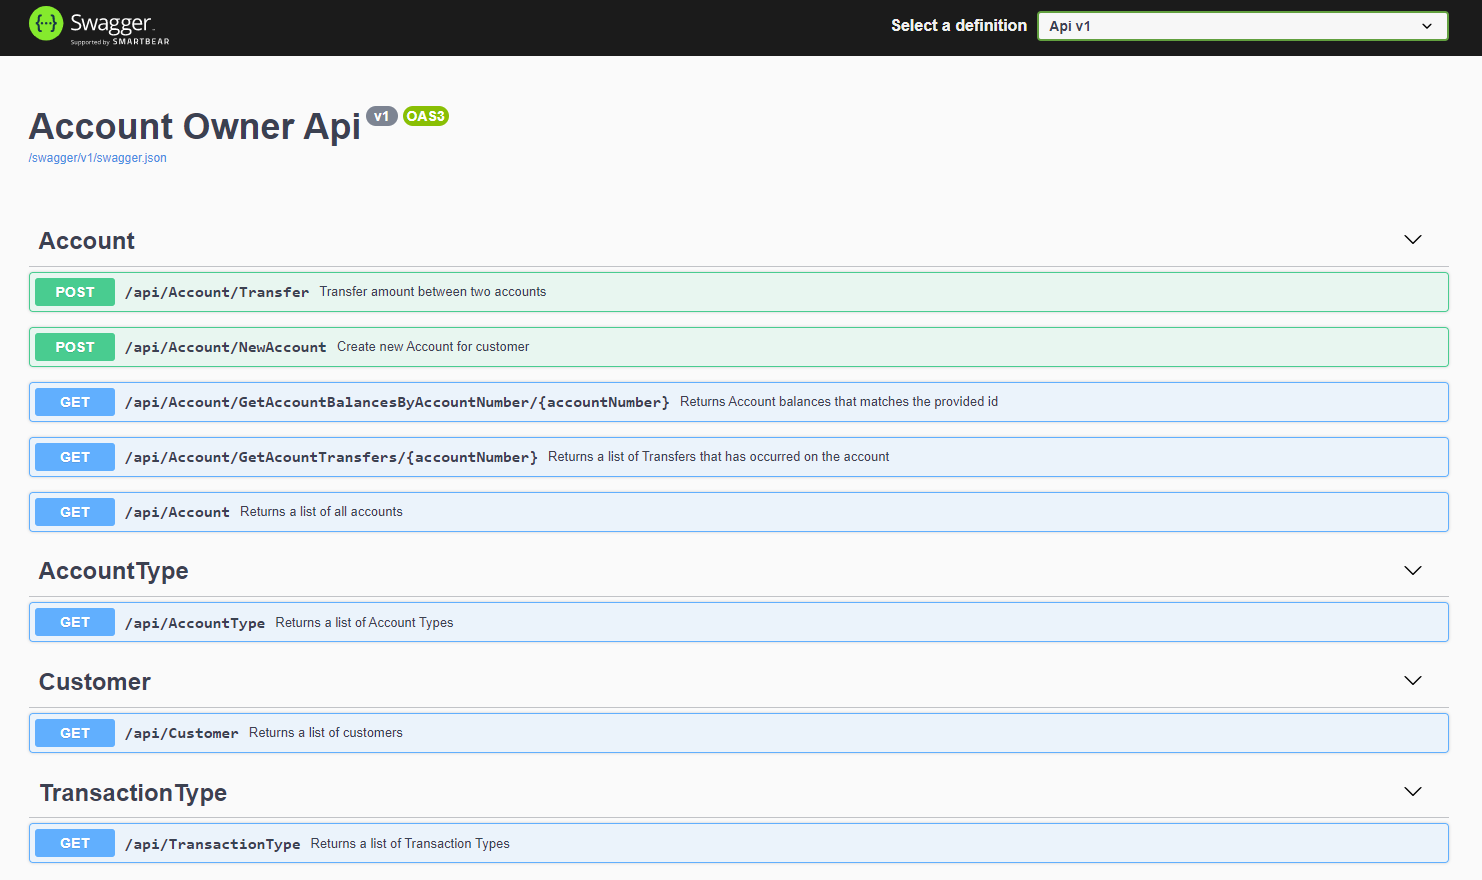 {···} Swagger
Supported by SMARTBEAR
Select a definition
Api v1
Account Owner Api v1 OAS3
/swagger/v1/swagger.json
Account
POST /api/Account/Transfer Transfer amount between two accounts
POST /api/Account/NewAccount Create new Account for customer
GET /api/Account/GetAccountBalancesByAccountNumber/{accountNumber} Returns Account balances that matches the provided id
GET /api/Account/GetAcountTransfers/{accountNumber} Returns a list of Transfers that has occurred on the account
GET /api/Account Returns a list of all accounts
AccountType
GET /api/AccountType Returns a list of Account Types
Customer
GET /api/Customer Returns a list of customers
TransactionType
GET /api/TransactionType Returns a list of Transaction Types